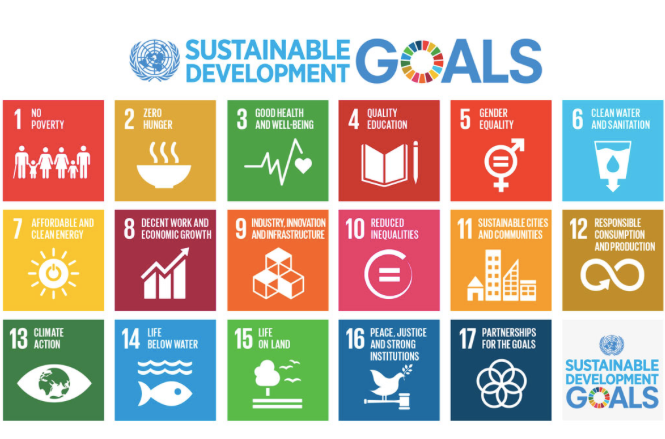 SUSTAINABLE
DEVELOPMENT
GOALS
1 NO
POVERTY
2 ZERO
HUNGER
3 GOOD HEALTH
AND WELL-BEING
4 QUALITY
EDUCATION
5 GENDER
EQUALITY
6 CLEAN WATER
AND SANITATION
7 AFFORDABLE AND
CLEAN ENERGY
8 DECENT WORK AND
ECONOMIC GROWTH
9 INDUSTRY, INNOVATION
AND INFRASTRUCTURE
10 REDUCED
INEQUALITIES
11 SUSTAINABLE CITIES
AND COMMUNITIES
12 RESPONSIBLE
CONSUMPTION
AND PRODUCTION
13 CLIMATE
ACTION
14 LIFE
BELOW WATER
15 LIFE
ON LAND
16 PEACE, JUSTICE
AND STRONG
INSTITUTIONS
17 PARTNERSHIPS
FOR THE GOALS
SUSTAINABLE
DEVELOPMENT
GOALS